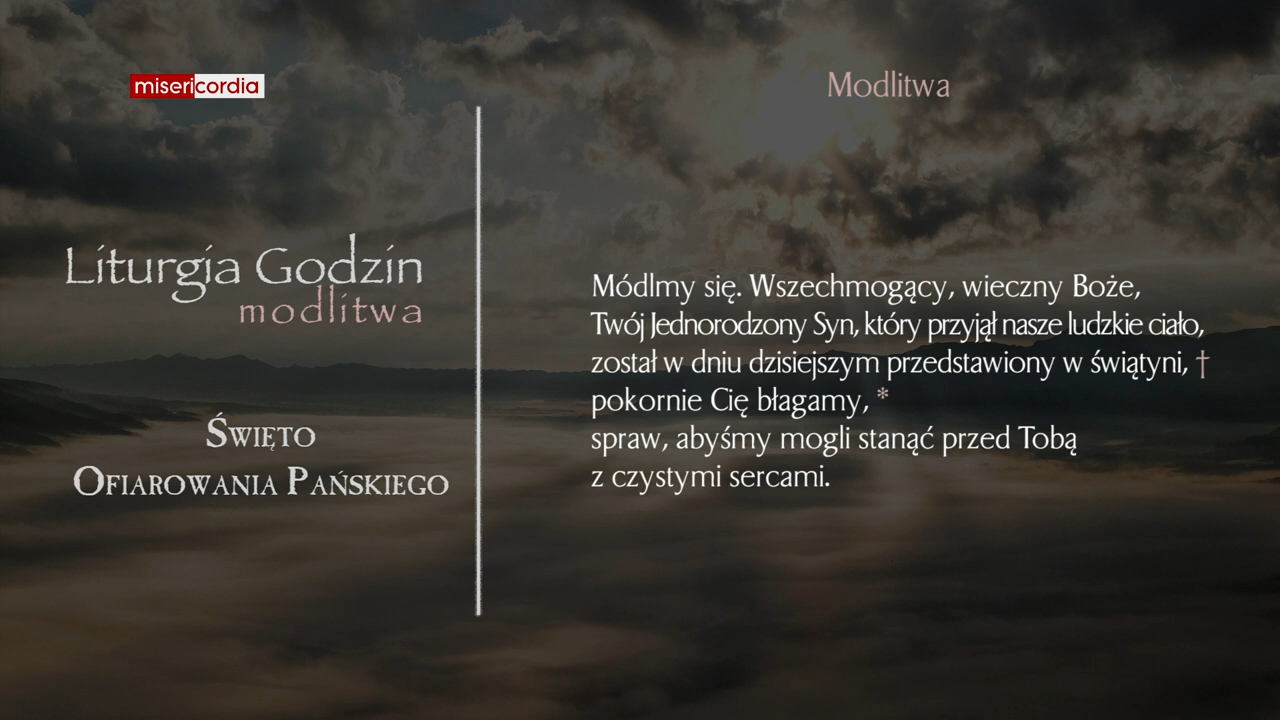 misericordia
Liturgia Godzin
modlitwa
Święto
Ofiarowania Pańskiego
Modlitwa
Módlmy się. Wszechmogący, wieczny Boże,
Twój Jednorodzony Syn, który przyjął nasze ludzkie ciało,
został w dniu dzisiejszym przedstawiony w świątyni, †
pokornie Cię błagamy, *
spraw, abyśmy mogli stanąć przed Tobą
z czystymi sercami.